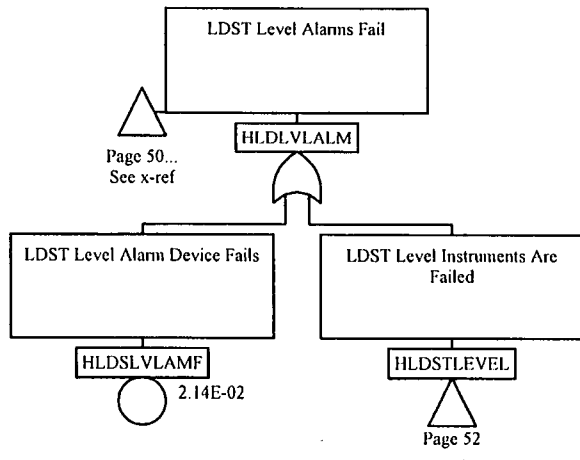 LDST Level Alarms Fail
HLDLVLALM
Page 50...
See x-ref
LDST Level Alarm Device Fails
LDST Level Instruments Are
Failed
HLDSLVLAMF
2.14E-02
HLDSTLEVEL
Page 52